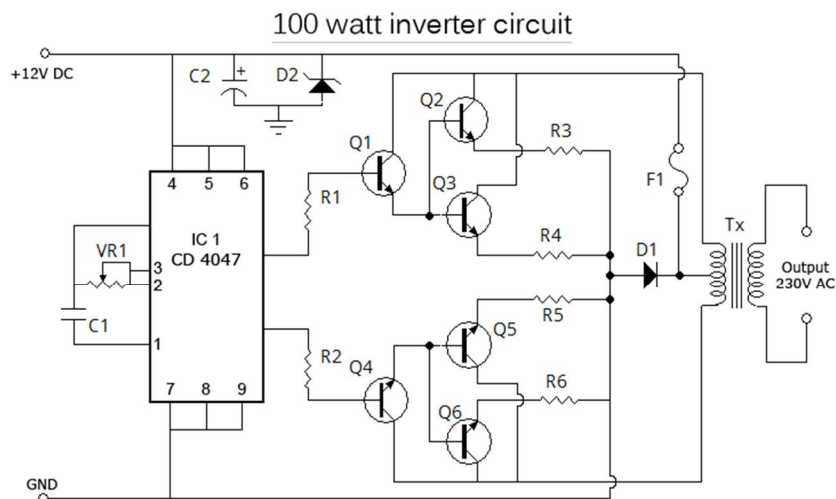 100 watt inverter circuit
+12V DC
C2
+
D2
Q2
Q1
R3
4
5
6
Q3
F1
R1
IC 1
CD 4047
VR1
3
2
R4
D1
Tx
Output
230V AC
C1
1
R2
Q4
Q5
R5
R6
7
8
9
Q6
GND